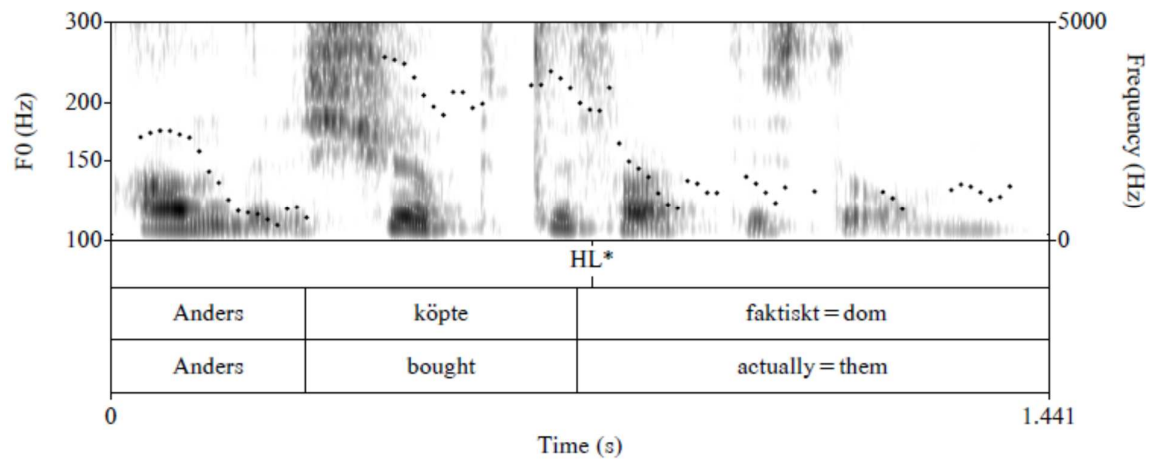 300
5000
200
150
100
0
F0 (Hz)
Frequency (Hz)
HL*
Anders köpte faktiskt = dom
Anders bought actually = them
0
1.441
Time (s)